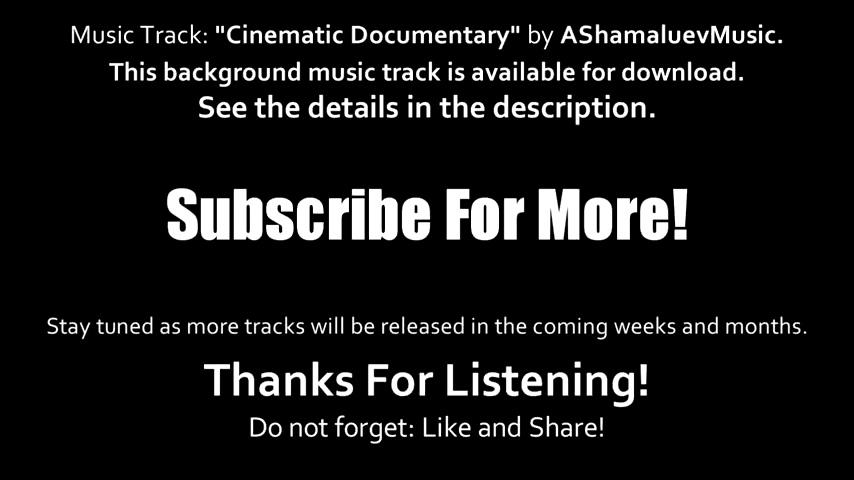 Music Track: "Cinematic Documentary" by AShamaluevMusic.
This background music track is available for download.
See the details in the description.
Subscribe For More!
Stay tuned as more tracks will be released in the coming weeks and months.
Thanks For Listening!
Do not forget: Like and Share!